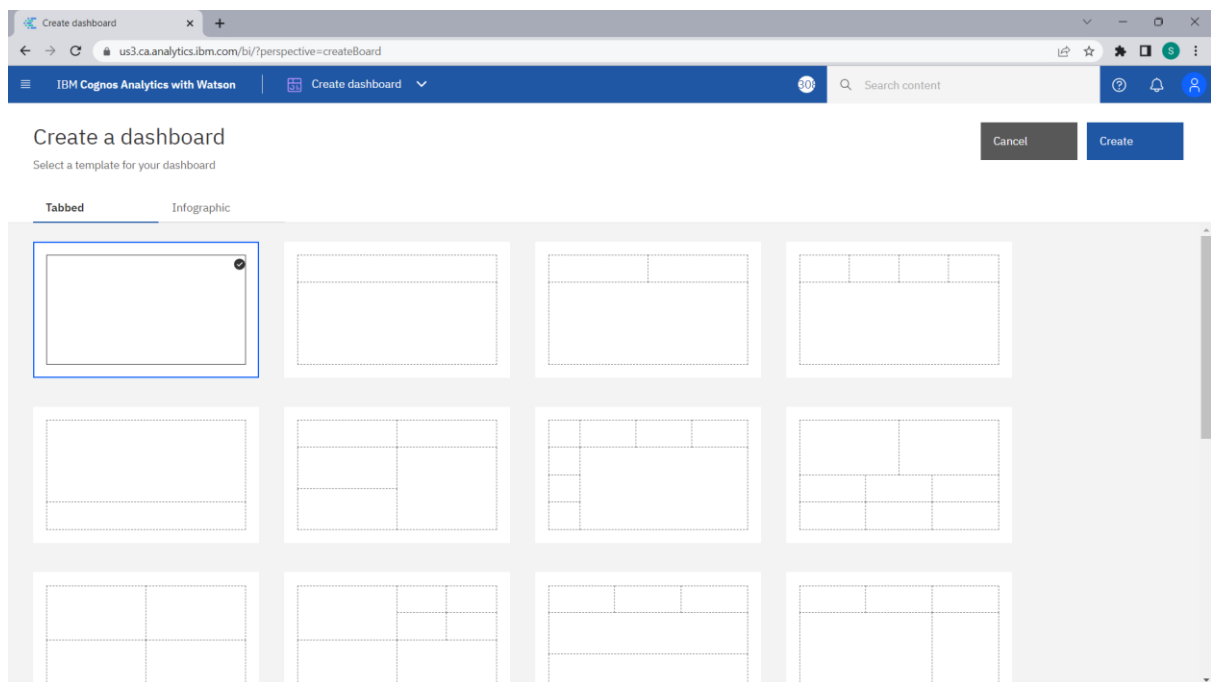 Create dashboard
us3.ca.analytics.ibm.com/bi/?perspective=createBoard
S
IBM Cognos Analytics with Watson
Create dashboard
30
Search content
Create a dashboard
Cancel
Create
Select a template for your dashboard
Tabbed
Infographic